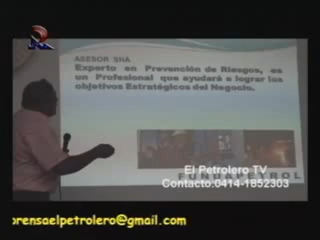 ASESOR SHA
Experto en Prevención de Riesgos, es
un Profesional que ayudará a lograr los
objetivos Estratégicos del Negocio.
El Petrolero TV
Contacto:0414-1852303
FUNDAPETROL
prensaelpetrolero@gmail.com